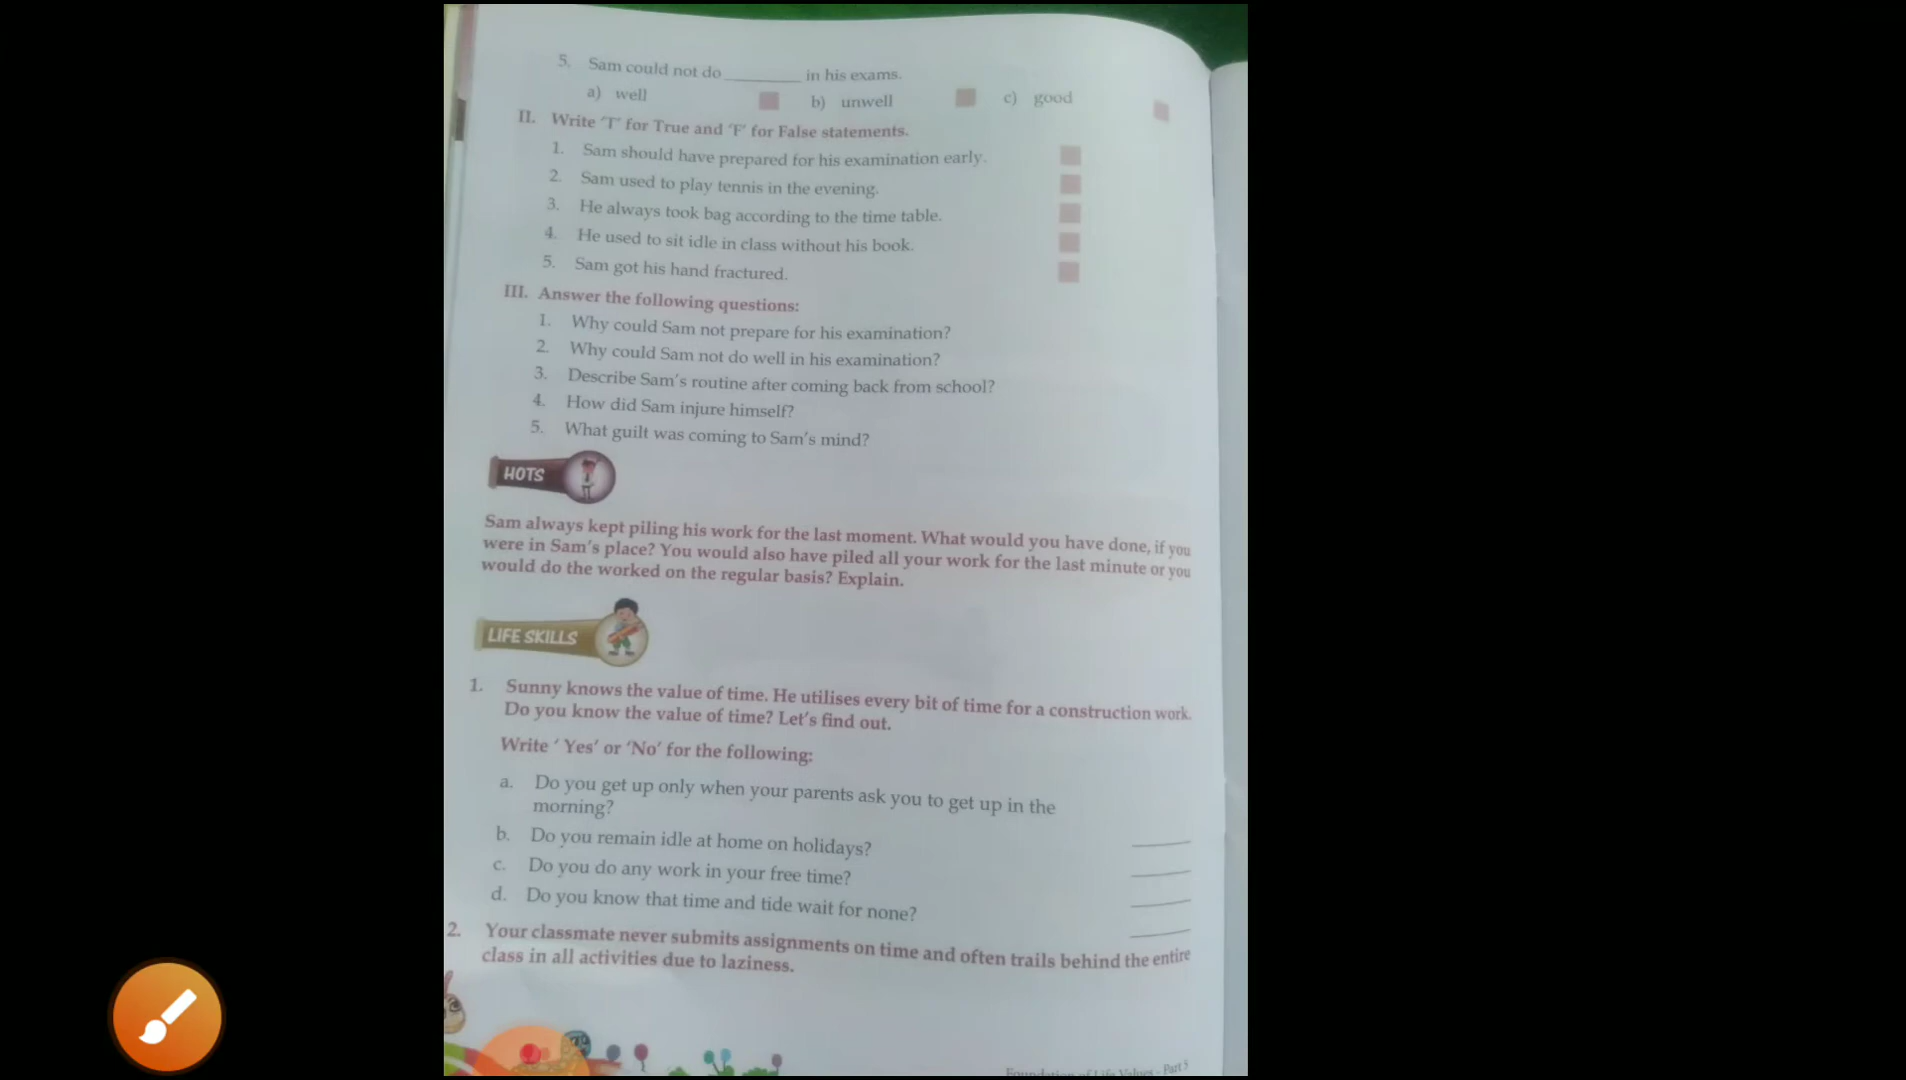 5. Sam could not do ________ in his exams.
a) well b) unwell c) good
II. Write 'T' for True and 'F' for False statements.
1. Sam should have prepared for his examination early.
2. Sam used to play tennis in the evening.
3. He always took bag according to the time table.
4. He used to sit idle in class without his book.
5. Sam got his hand fractured.
III. Answer the following questions:
1. Why could Sam not prepare for his examination?
2. Why could Sam not do well in his examination?
3. Describe Sam's routine after coming back from school?
4. How did Sam injure himself?
5. What guilt was coming to Sam's mind?
HOTS
Sam always kept piling his work for the last moment. What would you have done, if you
were in Sam's place? You would also have piled all your work for the last minute or you
would do the worked on the regular basis? Explain.
LIFE SKILLS
1. Sunny knows the value of time. He utilises every bit of time for a construction work.
Do you know the value of time? Let's find out.
Write ' Yes' or 'No' for the following:
a. Do you get up only when your parents ask you to get up in the
morning?
b. Do you remain idle at home on holidays?
c. Do you do any work in your free time?
d. Do you know that time and tide wait for none?
2. Your classmate never submits assignments on time and often trails behind the entire
class in all activities due to laziness.
Foundation of Life Values - Part 5